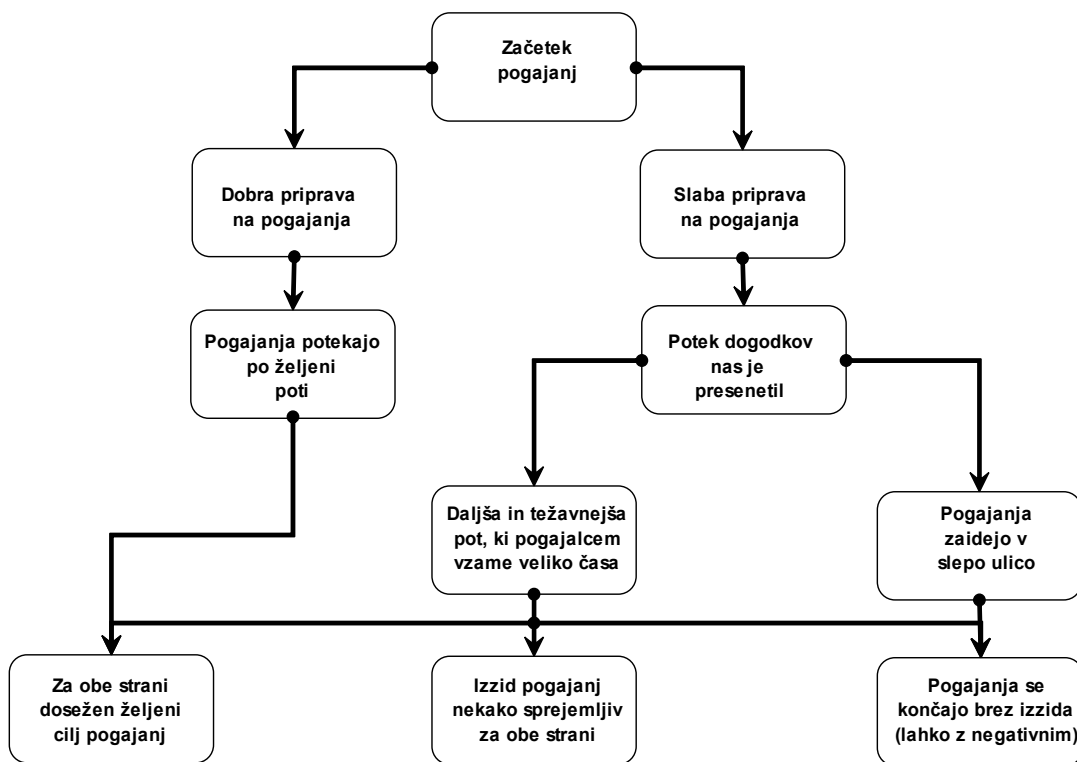 Začetek
pogajanj
Dobra priprava
na pogajanja
Slaba priprava
na pogajanja
Pogajanja potekajo
po željeni
poti
Potek dogodkov
nas je
presenetil
Daljša in težavnejša
pot, ki pogajalcem
vzame veliko časa
Pogajanja
zaidejo v
slepo ulico
Za obe strani
dosežen željeni
cilj pogajanj
Izzid pogajanj
nekako sprejemljiv
za obe strani
Pogajanja se
končajo brez izzida
(lahko z negativnim)